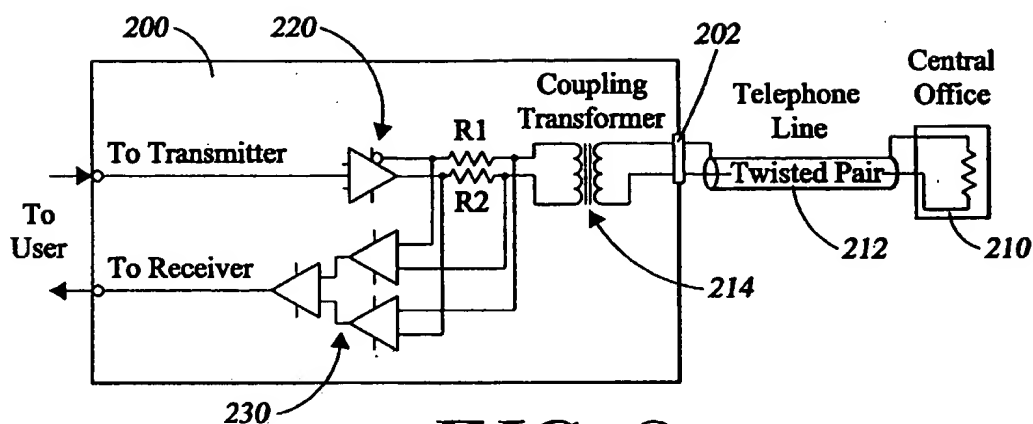 200
220
202
Central
Office
Coupling
Transformer
Telephone
Line
R1
To Transmitter
Twisted Pair
R2
To
User
212
210
To Receiver
214
230